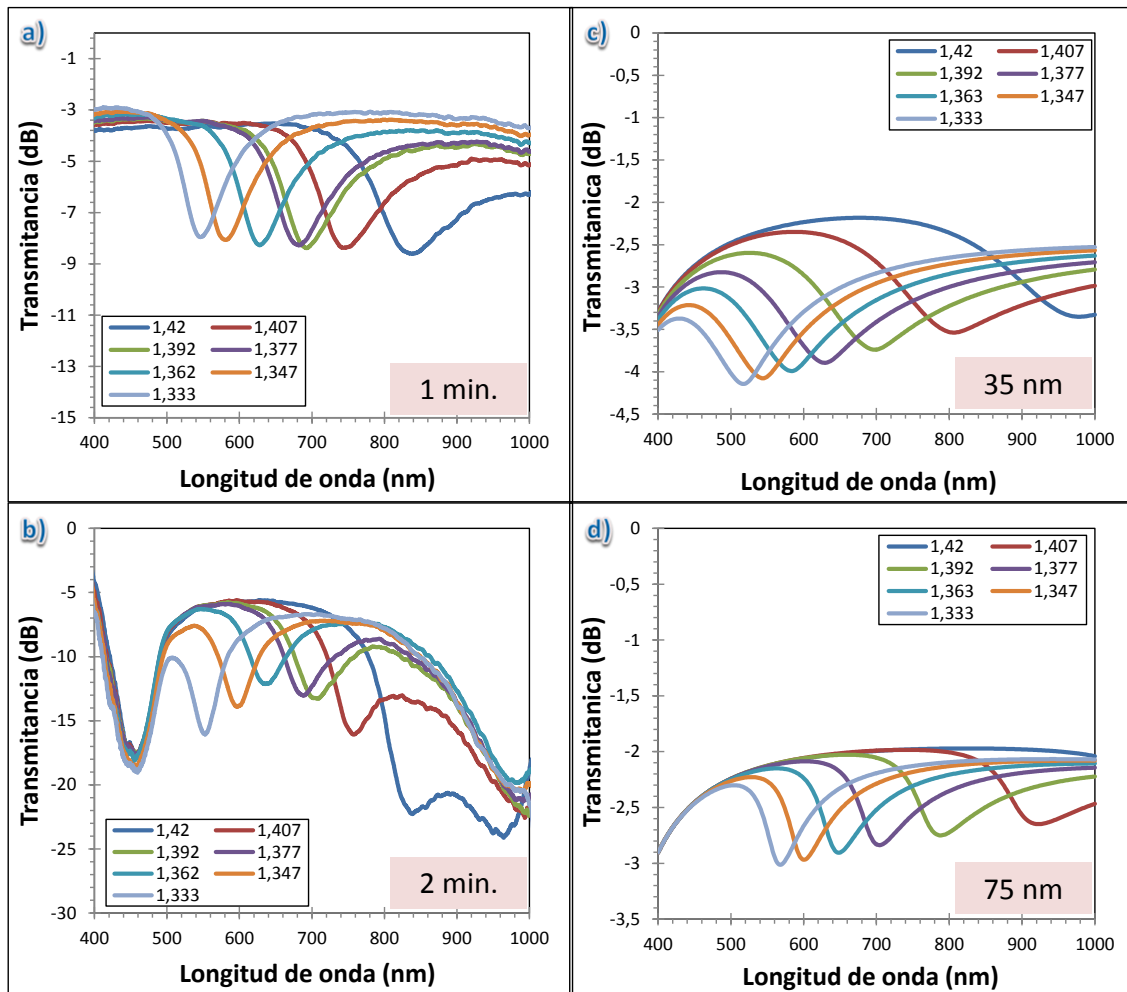 a)
-1
-3
-5
-7
-9
-11
-13
-15
Transmitancia (dB)
1,42 1,407
1,392 1,377
1,362 1,347
1,333
1 min.
400 500 600 700 800 900 1000
Longitud de onda (nm)
c)
0
-0,5
-1
-1,5
-2
-2,5
-3
-3,5
-4
-4,5
Transmitanica (dB)
1,42 1,407
1,392 1,377
1,363 1,347
1,333
35 nm
400 500 600 700 800 900 1000
Longitud de onda (nm)
b)
0
-5
-10
-15
-20
-25
-30
Transmitancia (dB)
1,42 1,407
1,392 1,377
1,362 1,347
1,333
2 min.
400 500 600 700 800 900 1000
Longitud de onda (nm)
d)
0
-0,5
-1
-1,5
-2
-2,5
-3
-3,5
Transmitanica (dB)
1,42 1,407
1,392 1,377
1,363 1,347
1,333
75 nm
400 500 600 700 800 900 1000
Longitud de onda (nm)